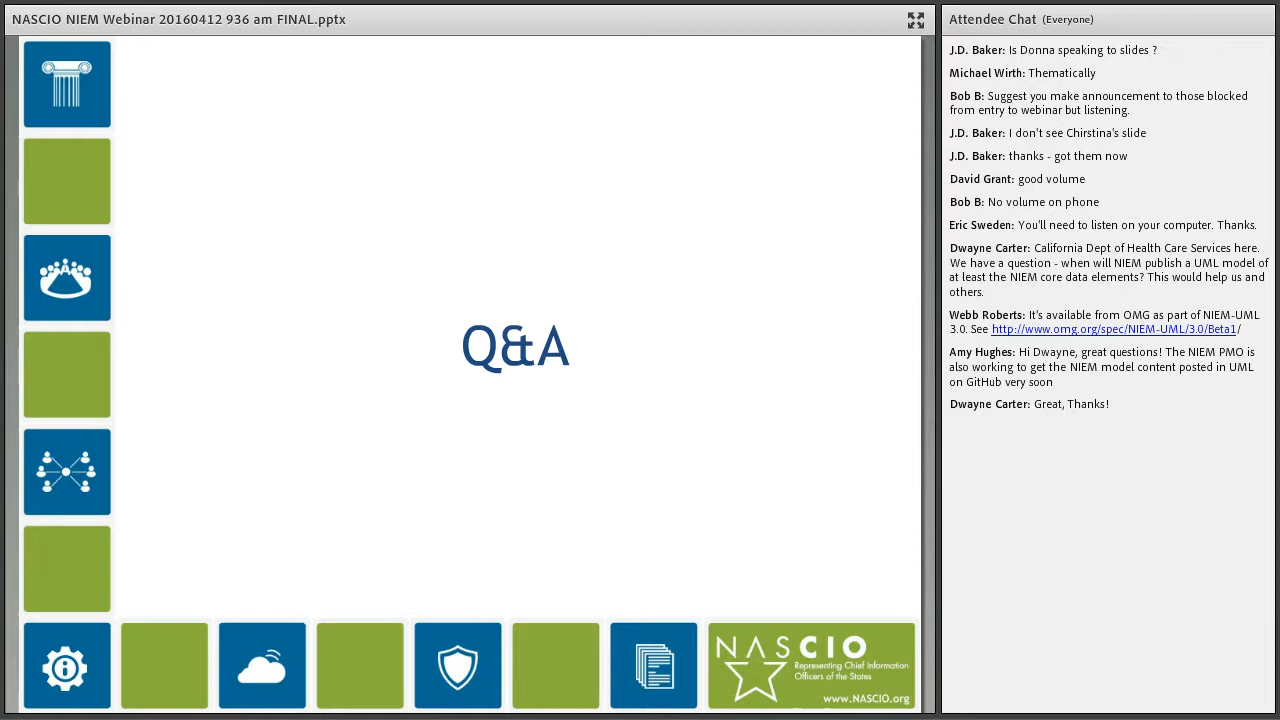 NASCIO NIEM Webinar 20160412 936 am FINAL.pptx
Q&A
NASCIO
Representing Chief Information
Officers of the States
www.NASCIO.org
Attendee Chat (Everyone)
J.D. Baker: Is Donna speaking to slides ?
Michael Wirth: Thematically
Bob B: Suggest you make announcement to those blocked
from entry to webinar but listening.
J.D. Baker: I don't see Chirstina's slide
J.D. Baker: thanks - got them now
David Grant: good volume
Bob B: No volume on phone
Eric Sweden: You'll need to listen on your computer. Thanks.
Dwayne Carter: California Dept of Health Care Services here.
We have a question - when will NIEM publish a UML model of
at least the NIEM core data elements? This would help us and
others.
Webb Roberts: It's available from OMG as part of NIEM-UML
3.0. See http://www.omg.org/spec/NIEM-UML/3.0/Beta1/
Amy Hughes: Hi Dwayne, great questions! The NIEM PMO is
also working to get the NIEM model content posted in UML
on GitHub very soon
Dwayne Carter: Great, Thanks!